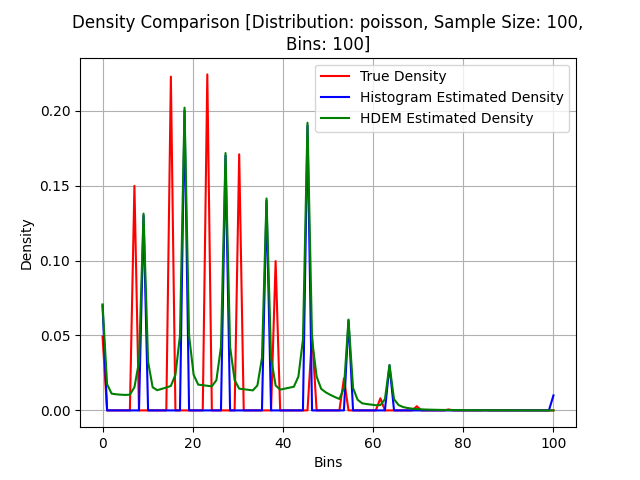 Density Comparison [Distribution: poisson, Sample Size: 100,
Bins: 100]
True Density
Histogram Estimated Density
HDEM Estimated Density
Density
0.20
0.15
0.10
0.05
0.00
0 20 40 60 80 100
Bins